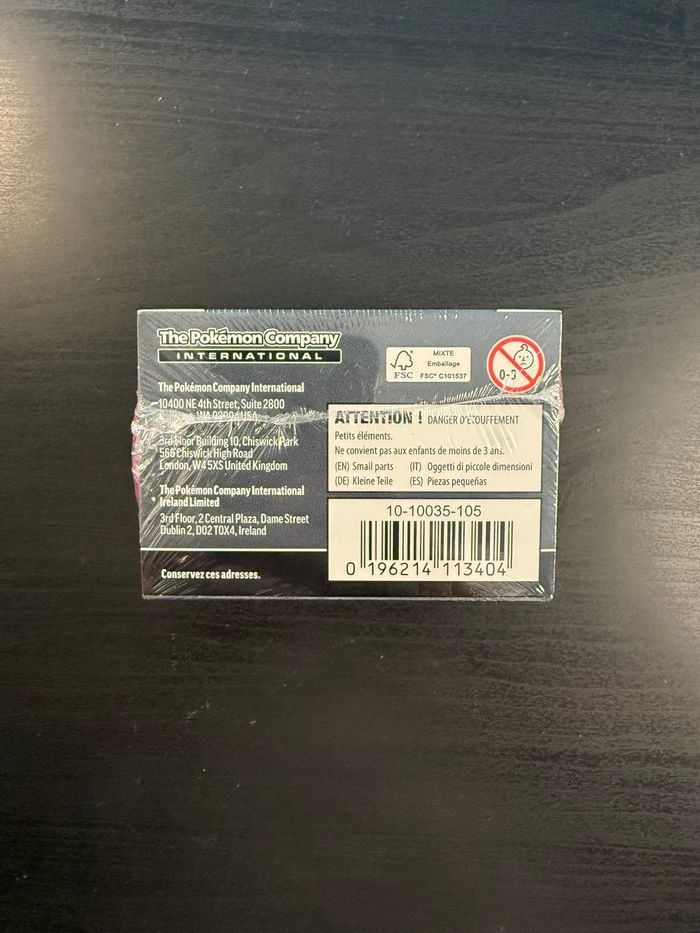 The Pokémon Company
INTERNATIONAL
The Pokémon Company International
10400 NE 4th Street, Suite 2800
USA
3rd Floor Building 10, Chiswick Park
566 Chiswick High Road
London, W4 5XS United Kingdom
The Pokémon Company International
Ireland Limited
3rd Floor, 2 Central Plaza, Dame Street
Dublin 2, D02 T0X4, Ireland
Conservez ces adresses.
FSC
MIXTE
Emballage
FSC® C101537
0-3
ATTENTION ! DANGER D'ÉTOUFFEMENT
Petits éléments.
Ne convient pas aux enfants de moins de 3 ans.
(EN) Small parts (IT) Oggetti di piccole dimensioni
(DE) Kleine Teile (ES) Piezas pequeñas
10-10035-105
0 196214 113404